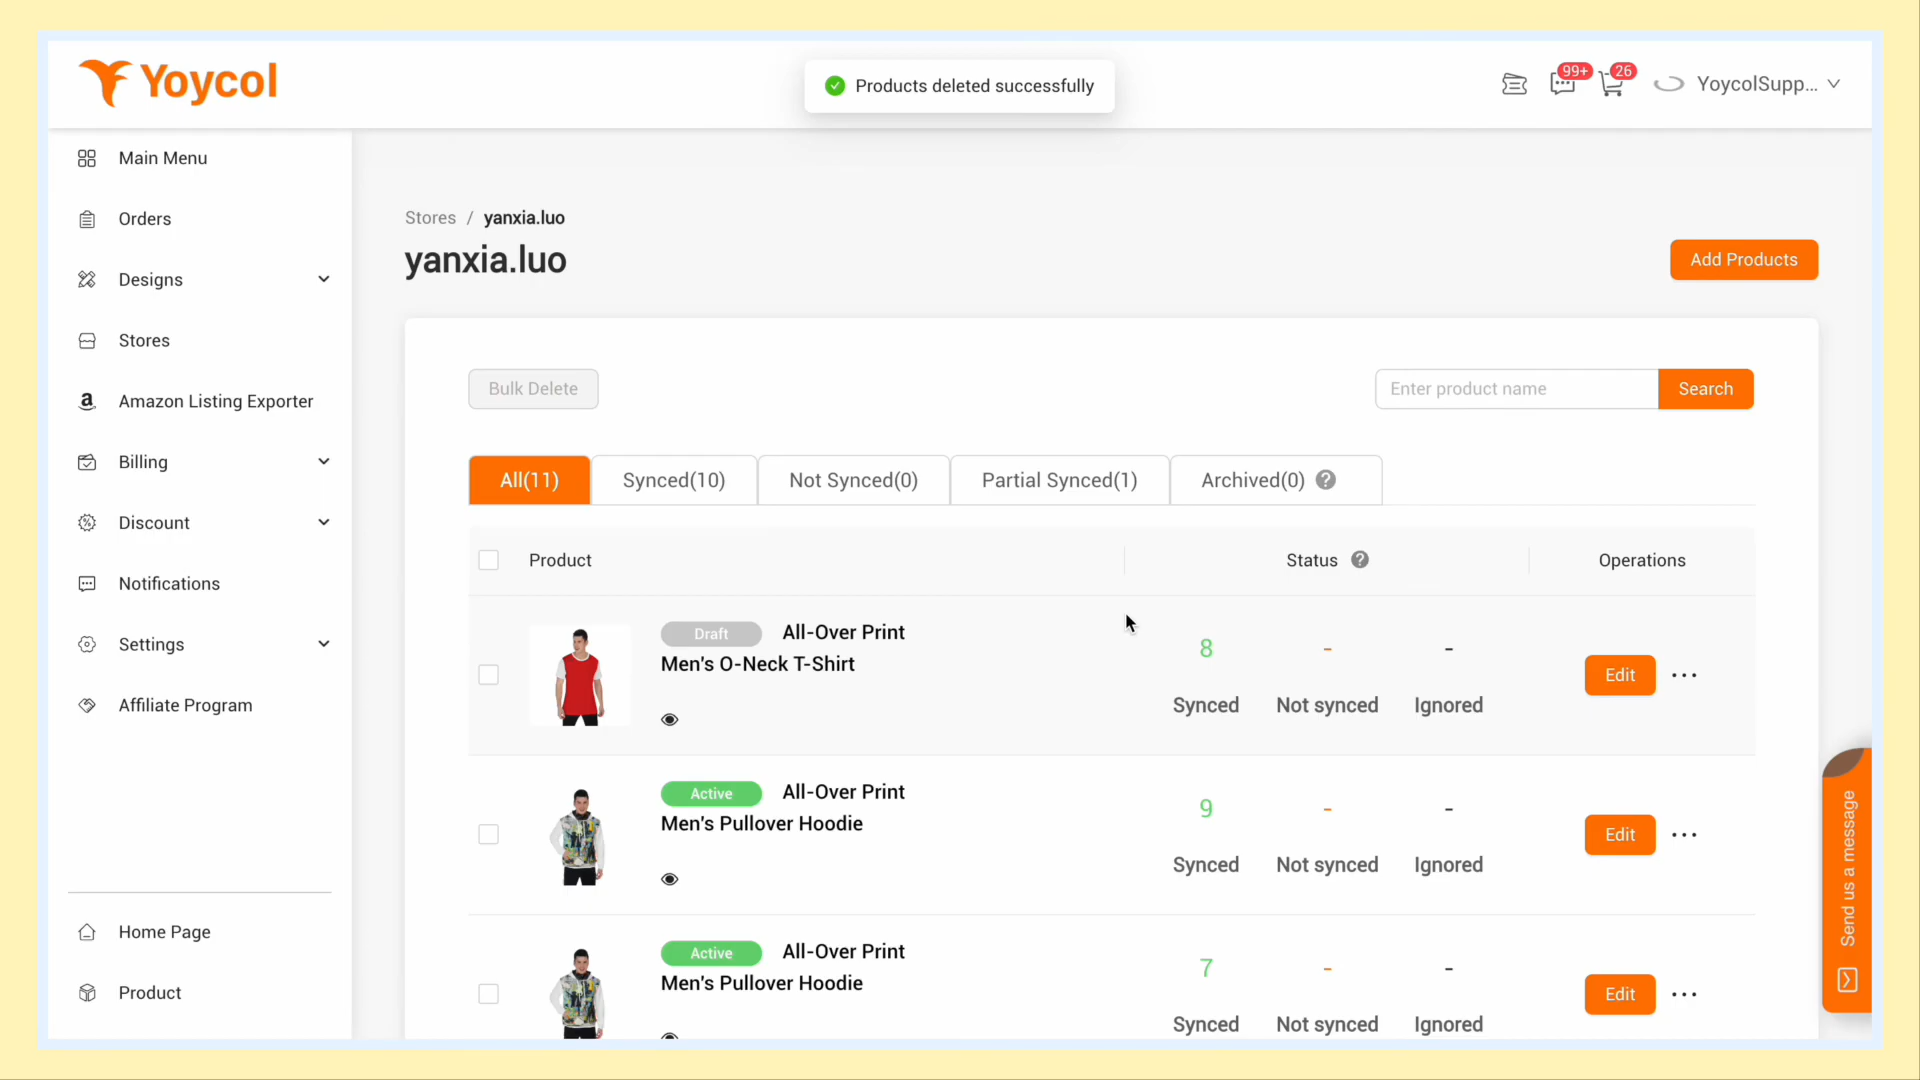 Yoycol
Products deleted successfully
99+
26
YoycolSupp...
Main Menu
Orders
Designs
Stores
Amazon Listing Exporter
Billing
Discount
Notifications
Settings
Affiliate Program
Home Page
Product
Stores / yanxia.luo
yanxia.luo
Add Products
Bulk Delete
Enter product name
Search
All(11)
Synced(10)
Not Synced(0)
Partial Synced(1)
Archived(0)
Product
Status
Operations
Draft All-Over Print
Men's O-Neck T-Shirt
8 - -
Synced Not synced Ignored
Edit
Active All-Over Print
Men's Pullover Hoodie
9 - -
Synced Not synced Ignored
Edit
Active All-Over Print
Men's Pullover Hoodie
7 - -
Synced Not synced Ignored
Edit
Send us a message